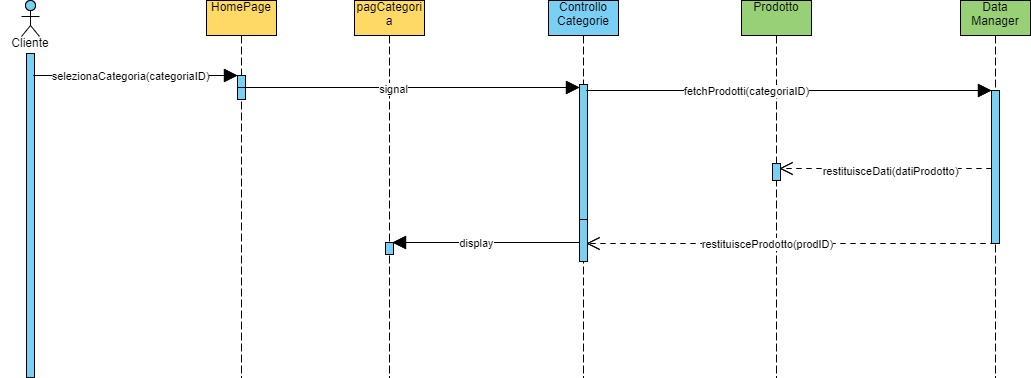 HomePage
pagCategori
a
Controllo
Categorie
Prodotto
Data
Manager
Cliente
selezionaCategoria(categoriaID)
signal
fetchProdotti(categoriaID)
restituisceDati(datiProdotto)
display
restituisceProdotto(prodID)